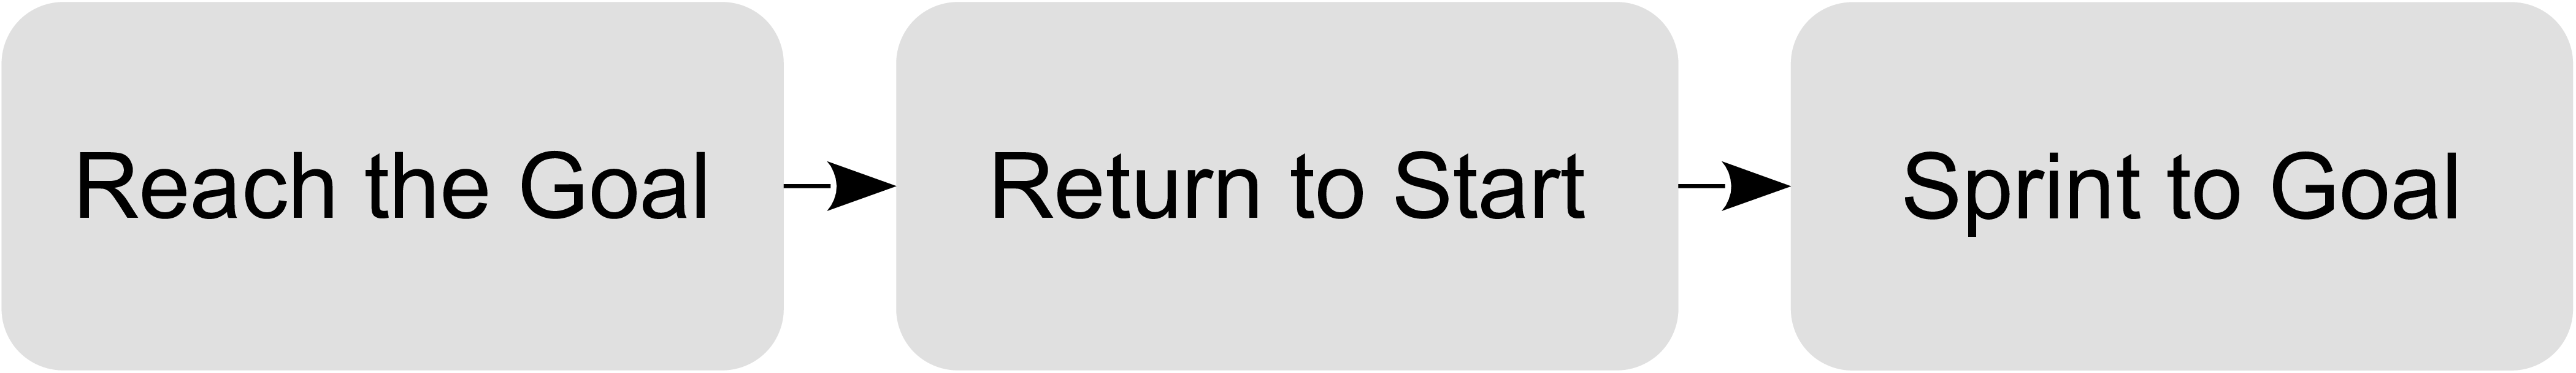 Reach the Goal
Return to Start
Sprint to Goal